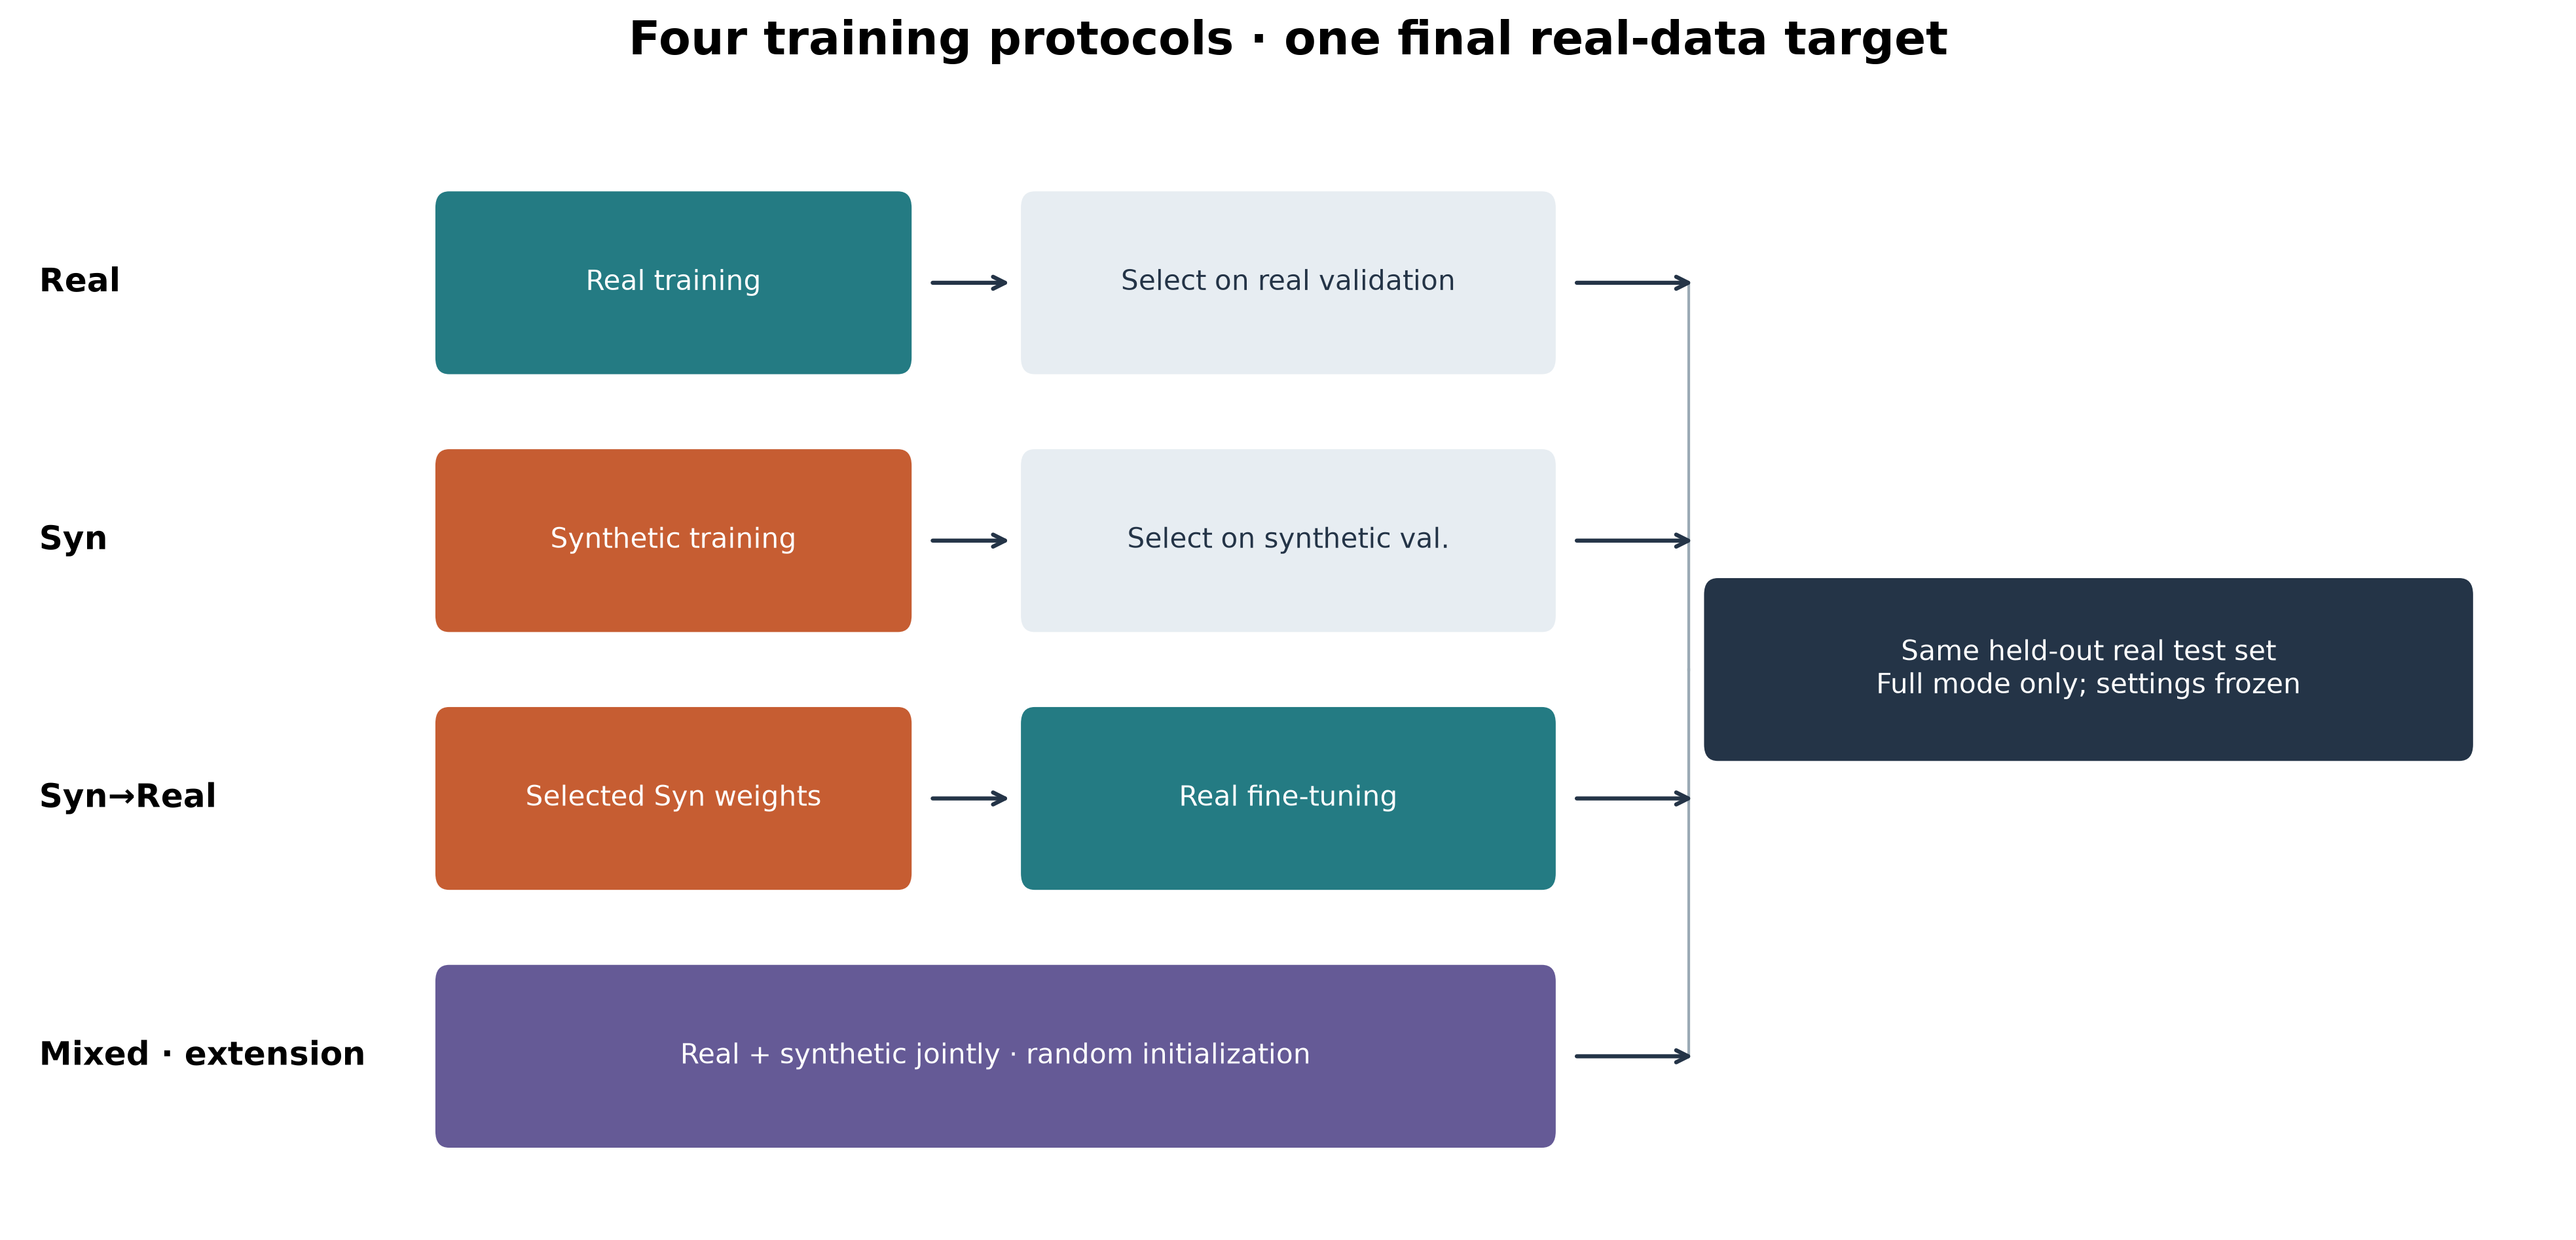 Four training protocols · one final real-data target
Real
Real training
Select on real validation
Syn
Synthetic training
Select on synthetic val.
Same held-out real test set
Full mode only; settings frozen
Syn→Real
Selected Syn weights
Real fine-tuning
Mixed · extension
Real + synthetic jointly · random initialization